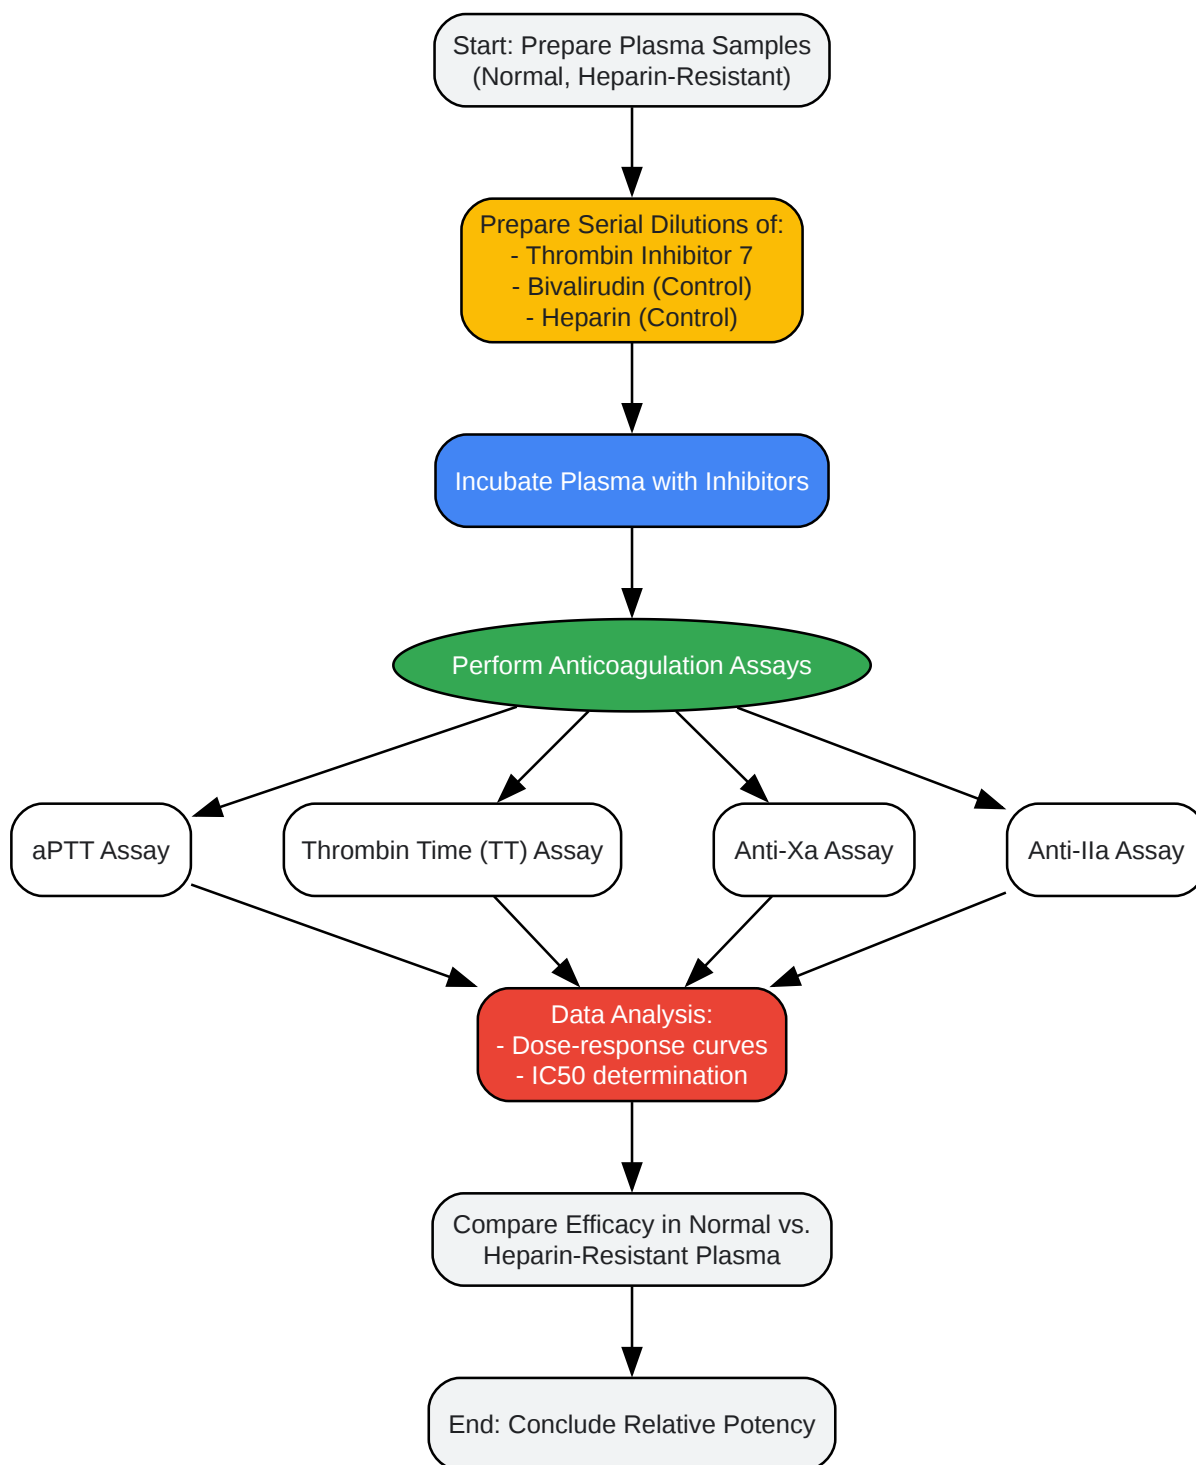 Start: Prepare Plasma Samples
(Normal, Heparin-Resistant)
Prepare Serial Dilutions of:
- Thrombin Inhibitor 7
- Bivalirudin (Control)
- Heparin (Control)
Incubate Plasma with Inhibitors
Perform Anticoagulation Assays
aPTT Assay
Thrombin Time (TT) Assay
Anti-Xa Assay
Anti-IIa Assay
Data Analysis:
- Dose-response curves
- IC50 determination
Compare Efficacy in Normal vs.
Heparin-Resistant Plasma
End: Conclude Relative Potency